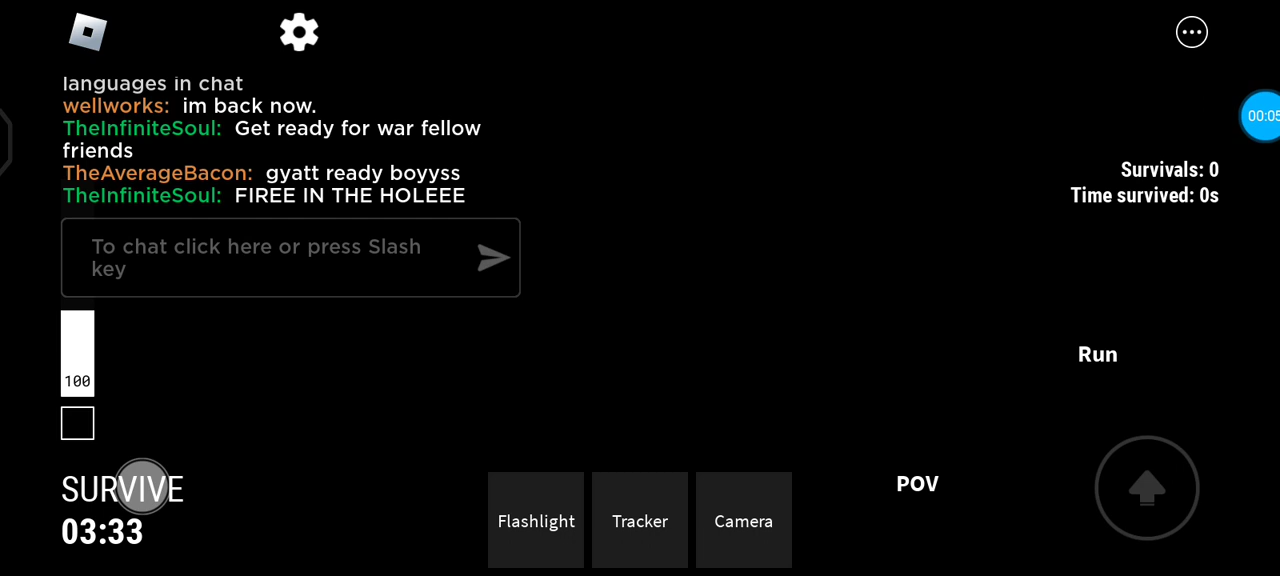 languages in chat
wellworks: im back now.
TheInfiniteSoul: Get ready for war fellow
friends
TheAverageBacon: gyatt ready boyyss
TheInfiniteSoul: FIREE IN THE HOLEEE
To chat click here or press Slash
key
00:05
Survivals: 0
Time survived: 0s
100
Run
SURVIVE
03:33
Flashlight
Tracker
Camera
POV